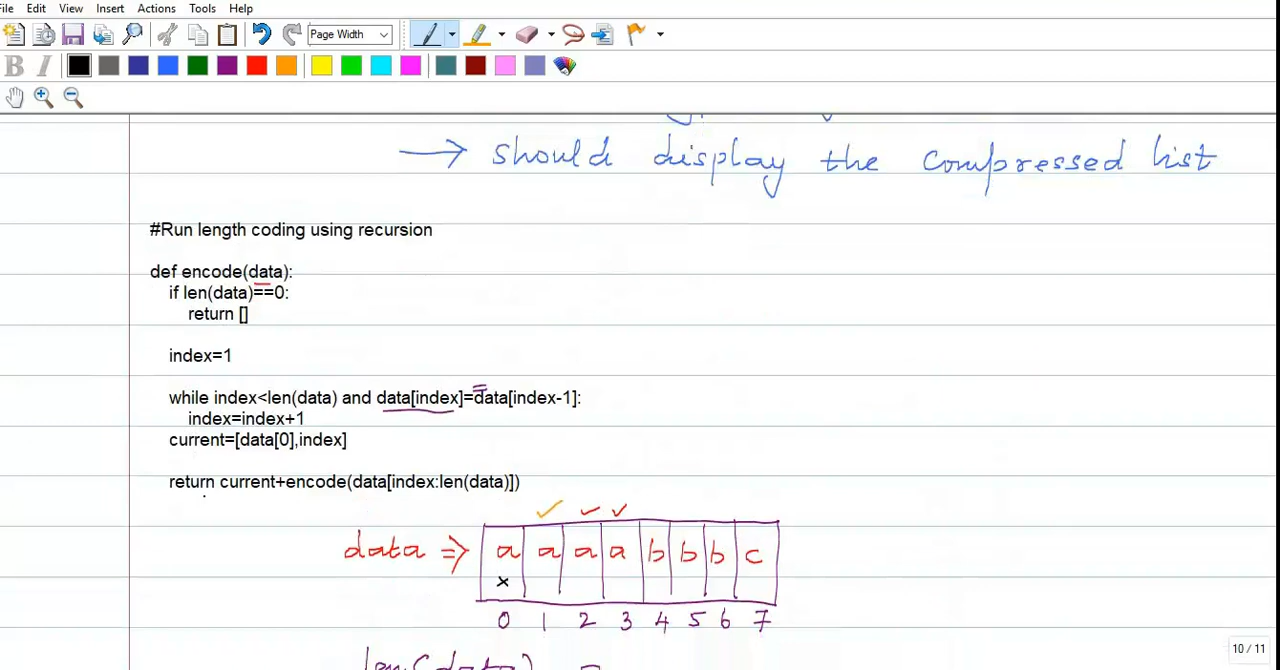 File Edit View Insert Actions Tools Help
Page Width
B I
→ should display the compressed list
#Run length coding using recursion
def encode(data):
if len(data)==0:
return []
index=1
while index<len(data) and data[index]==data[index-1]:
index=index+1
current=[data[0],index]
return current+encode(data[index:len(data)])
data ⇒ a a a a b b b c
x
0 1 2 3 4 5 6 7
len(data)
10 / 11